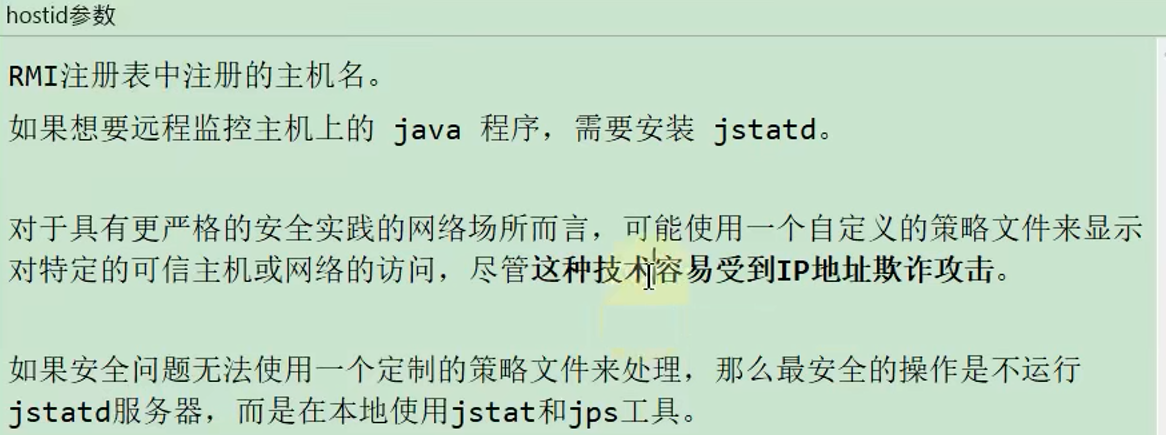 hostid参数
RMI注册表中注册的主机名。
如果想要远程监控主机上的 java 程序，需要安装 jstatd。
对于具有更严格的安全实践的网络场所而言，可能使用一个自定义的策略文件来显示
对特定的可信主机或网络的访问，尽管这种技术容易受到IP地址欺诈攻击。
如果安全问题无法使用一个定制的策略文件来处理，那么最安全的操作是不运行
jstatd服务器，而是在本地使用jstat和jps工具。